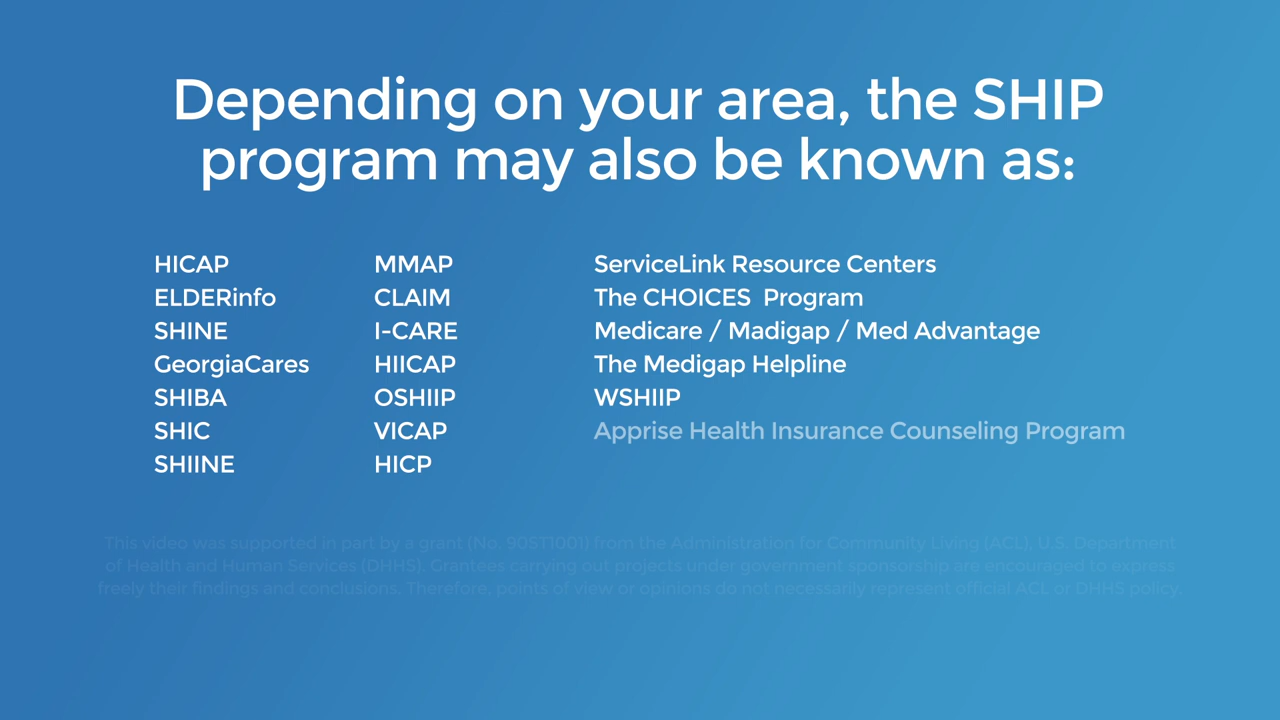 Depending on your area, the SHIP
program may also be known as:
HICAP
ELDERinfo
SHINE
GeorgiaCares
SHIBA
SHIC
SHIINE
MMAP
CLAIM
I-CARE
HIICAP
OSHIIP
VICAP
HICP
ServiceLink Resource Centers
The CHOICES Program
Medicare / Madigap / Med Advantage
The Medigap Helpline
WSHIIP
Apprise Health Insurance Counseling Program
This video was supported in part by a grant (No. 90ST1001) from the Administration for Community Living (ACL), U.S. Department
of Health and Human Services (DHHS). Grantees carrying out projects under government sponsorship are encouraged to express
freely their findings and conclusions. Therefore, points of view or opinions do not necessarily represent official ACL or DHHS policy.